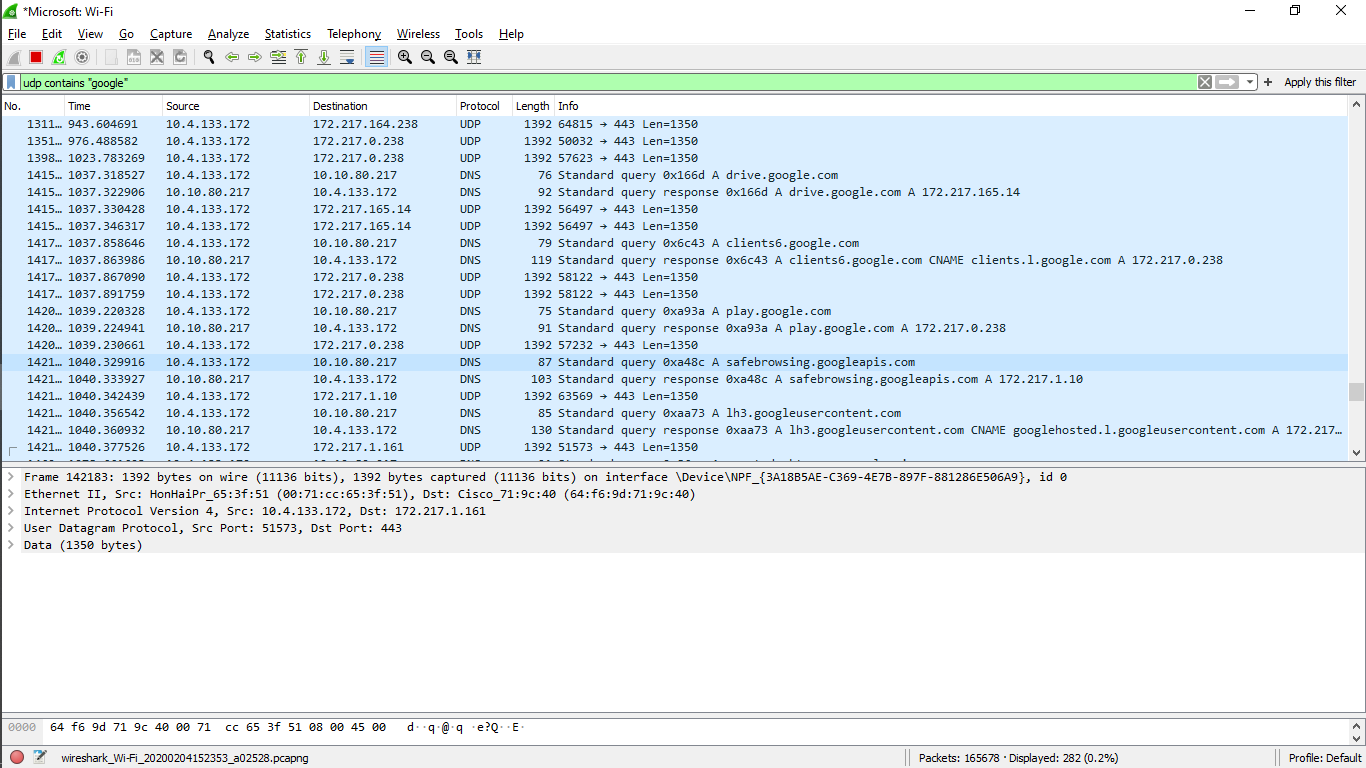 *Microsoft: Wi-Fi
File Edit View Go Capture Analyze Statistics Telephony Wireless Tools Help
udp contains "google" Apply this filter
No. Time Source Destination Protocol Length Info
1311… 943.604691 10.4.133.172 172.217.164.238 UDP 1392 64815 → 443 Len=1350
1351… 976.488582 10.4.133.172 172.217.0.238 UDP 1392 50032 → 443 Len=1350
1398… 1023.783269 10.4.133.172 172.217.0.238 UDP 1392 57623 → 443 Len=1350
1415… 1037.318527 10.4.133.172 10.10.80.217 DNS 76 Standard query 0x166d A drive.google.com
1415… 1037.322906 10.10.80.217 10.4.133.172 DNS 92 Standard query response 0x166d A drive.google.com A 172.217.165.14
1415… 1037.330428 10.4.133.172 172.217.165.14 UDP 1392 56497 → 443 Len=1350
1415… 1037.346317 10.4.133.172 172.217.165.14 UDP 1392 56497 → 443 Len=1350
1417… 1037.858646 10.4.133.172 10.10.80.217 DNS 79 Standard query 0x6c43 A clients6.google.com
1417… 1037.863986 10.10.80.217 10.4.133.172 DNS 119 Standard query response 0x6c43 A clients6.google.com CNAME clients.l.google.com A 172.217.0.238
1417… 1037.867090 10.4.133.172 172.217.0.238 UDP 1392 58122 → 443 Len=1350
1417… 1037.891759 10.4.133.172 172.217.0.238 UDP 1392 58122 → 443 Len=1350
1420… 1039.220328 10.4.133.172 10.10.80.217 DNS 75 Standard query 0xa93a A play.google.com
1420… 1039.224941 10.10.80.217 10.4.133.172 DNS 91 Standard query response 0xa93a A play.google.com A 172.217.0.238
1420… 1039.230661 10.4.133.172 172.217.0.238 UDP 1392 57232 → 443 Len=1350
1421… 1040.329916 10.4.133.172 10.10.80.217 DNS 87 Standard query 0xa48c A safebrowsing.googleapis.com
1421… 1040.333927 10.10.80.217 10.4.133.172 DNS 103 Standard query response 0xa48c A safebrowsing.googleapis.com A 172.217.1.10
1421… 1040.342439 10.4.133.172 172.217.1.10 UDP 1392 63569 → 443 Len=1350
1421… 1040.356542 10.4.133.172 10.10.80.217 DNS 85 Standard query 0xaa73 A lh3.googleusercontent.com
1421… 1040.360932 10.10.80.217 10.4.133.172 DNS 130 Standard query response 0xaa73 A lh3.googleusercontent.com CNAME googlehosted.l.googleusercontent.com A 172.217…
1421… 1040.377526 10.4.133.172 172.217.1.161 UDP 1392 51573 → 443 Len=1350
Frame 142183: 1392 bytes on wire (11136 bits), 1392 bytes captured (11136 bits) on interface \Device\NPF_{3A18B5AE-C369-4E7B-897F-881286E506A9}, id 0
Ethernet II, Src: HonHaiPr_65:3f:51 (00:71:cc:65:3f:51), Dst: Cisco_71:9c:40 (64:f6:9d:71:9c:40)
Internet Protocol Version 4, Src: 10.4.133.172, Dst: 172.217.1.161
User Datagram Protocol, Src Port: 51573, Dst Port: 443
Data (1350 bytes)
0000 64 f6 9d 71 9c 40 00 71 cc 65 3f 51 08 00 45 00 d··q·@·q ·e?Q··E·
wireshark_Wi-Fi_20200204152353_a02528.pcapng Packets: 165678 · Displayed: 282 (0.2%) Profile: Default